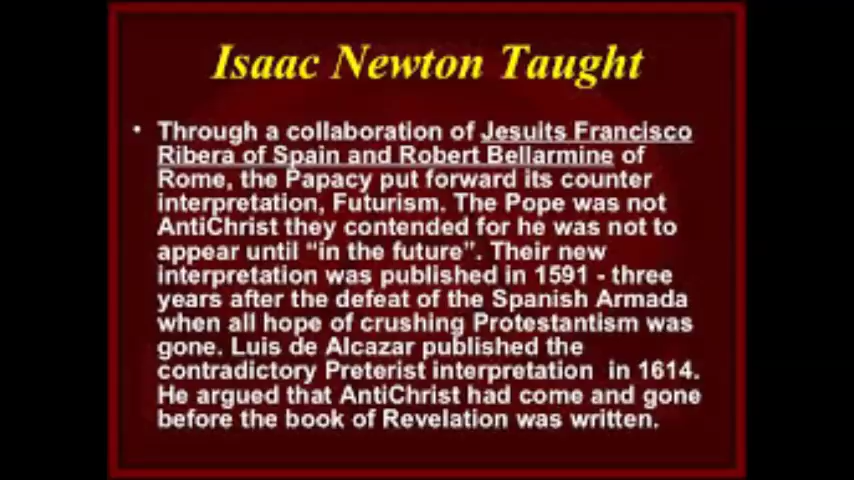 Isaac Newton Taught
• Through a collaboration of Jesuits Francisco
Ribera of Spain and Robert Bellarmine of
Rome, the Papacy put forward its counter
interpretation, Futurism. The Pope was not
AntiChrist they contended for he was not to
appear until “in the future”. Their new
interpretation was published in 1591 - three
years after the defeat of the Spanish Armada
when all hope of crushing Protestantism was
gone. Luis de Alcazar published the
contradictory Preterist interpretation in 1614.
He argued that AntiChrist had come and gone
before the book of Revelation was written.